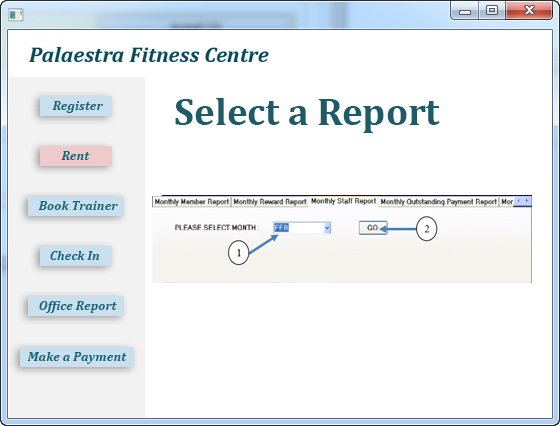 Palaestra Fitness Centre
Select a Report
Register
Rent
Book Trainer
Check In
Office Report
Make a Payment
Monthly Member Report Monthly Reward Report Monthly Staff Report Monthly Outstanding Payment Report Mor
PLEASE SELECT MONTH : FEB GO
1 2